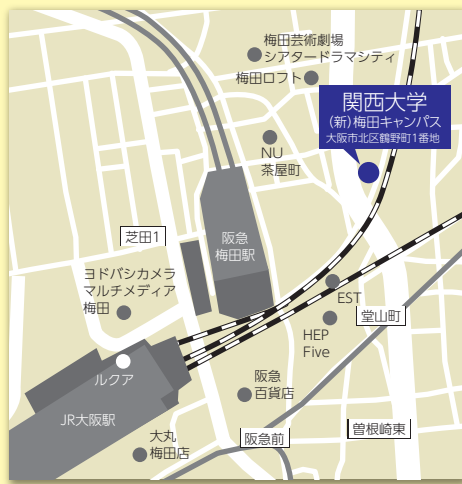 梅田芸術劇場
シアタードラマシティ
梅田ロフト
関西大学
(新)梅田キャンパス
大阪市北区鶴野町1番地
NU
茶屋町
芝田1
阪急
梅田駅
ヨドバシカメラ
マルチメディア
梅田
EST
堂山町
HEP
Five
ルクア
阪急
百貨店
JR大阪駅
大丸
梅田店
阪急前
曽根崎東